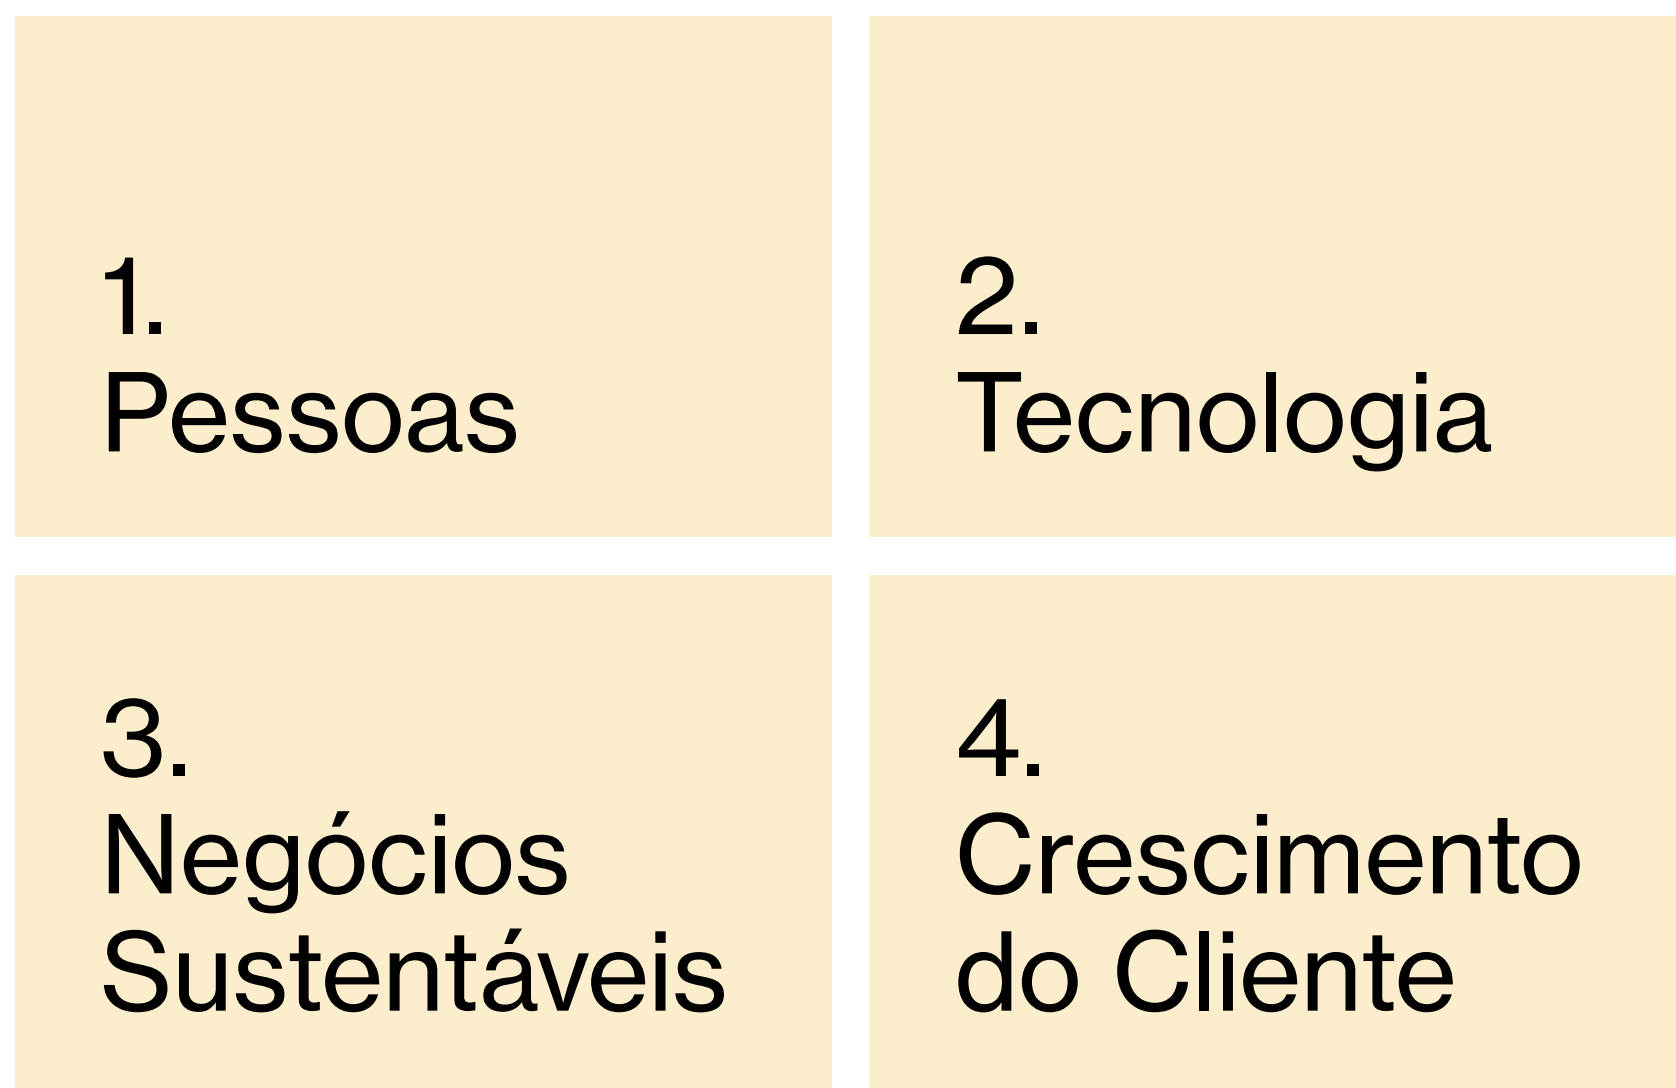 1.
Pessoas
2.
Tecnologia
3.
Negócios
Sustentáveis
4.
Crescimento
do Cliente